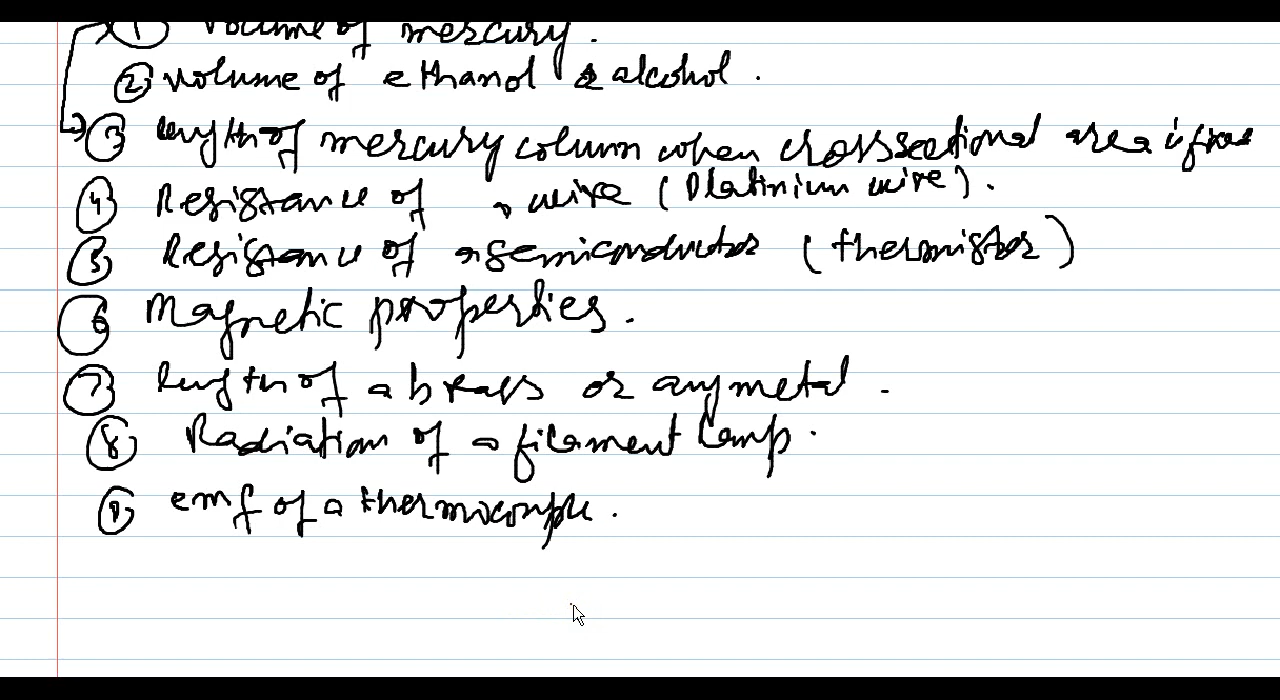 ① volume of mercury.
② volume of ethanol & alcohol.
③ length of mercury column when crossectional area is fixed
④ Resistance of a wire (Platinium wire).
⑤ Resistance of a semiconductor (thermistor)
⑥ Magnetic properties.
⑦ length of a brass or any metal.
⑧ Radiation of a filament lamp.
⑨ emf of a thermocouple.